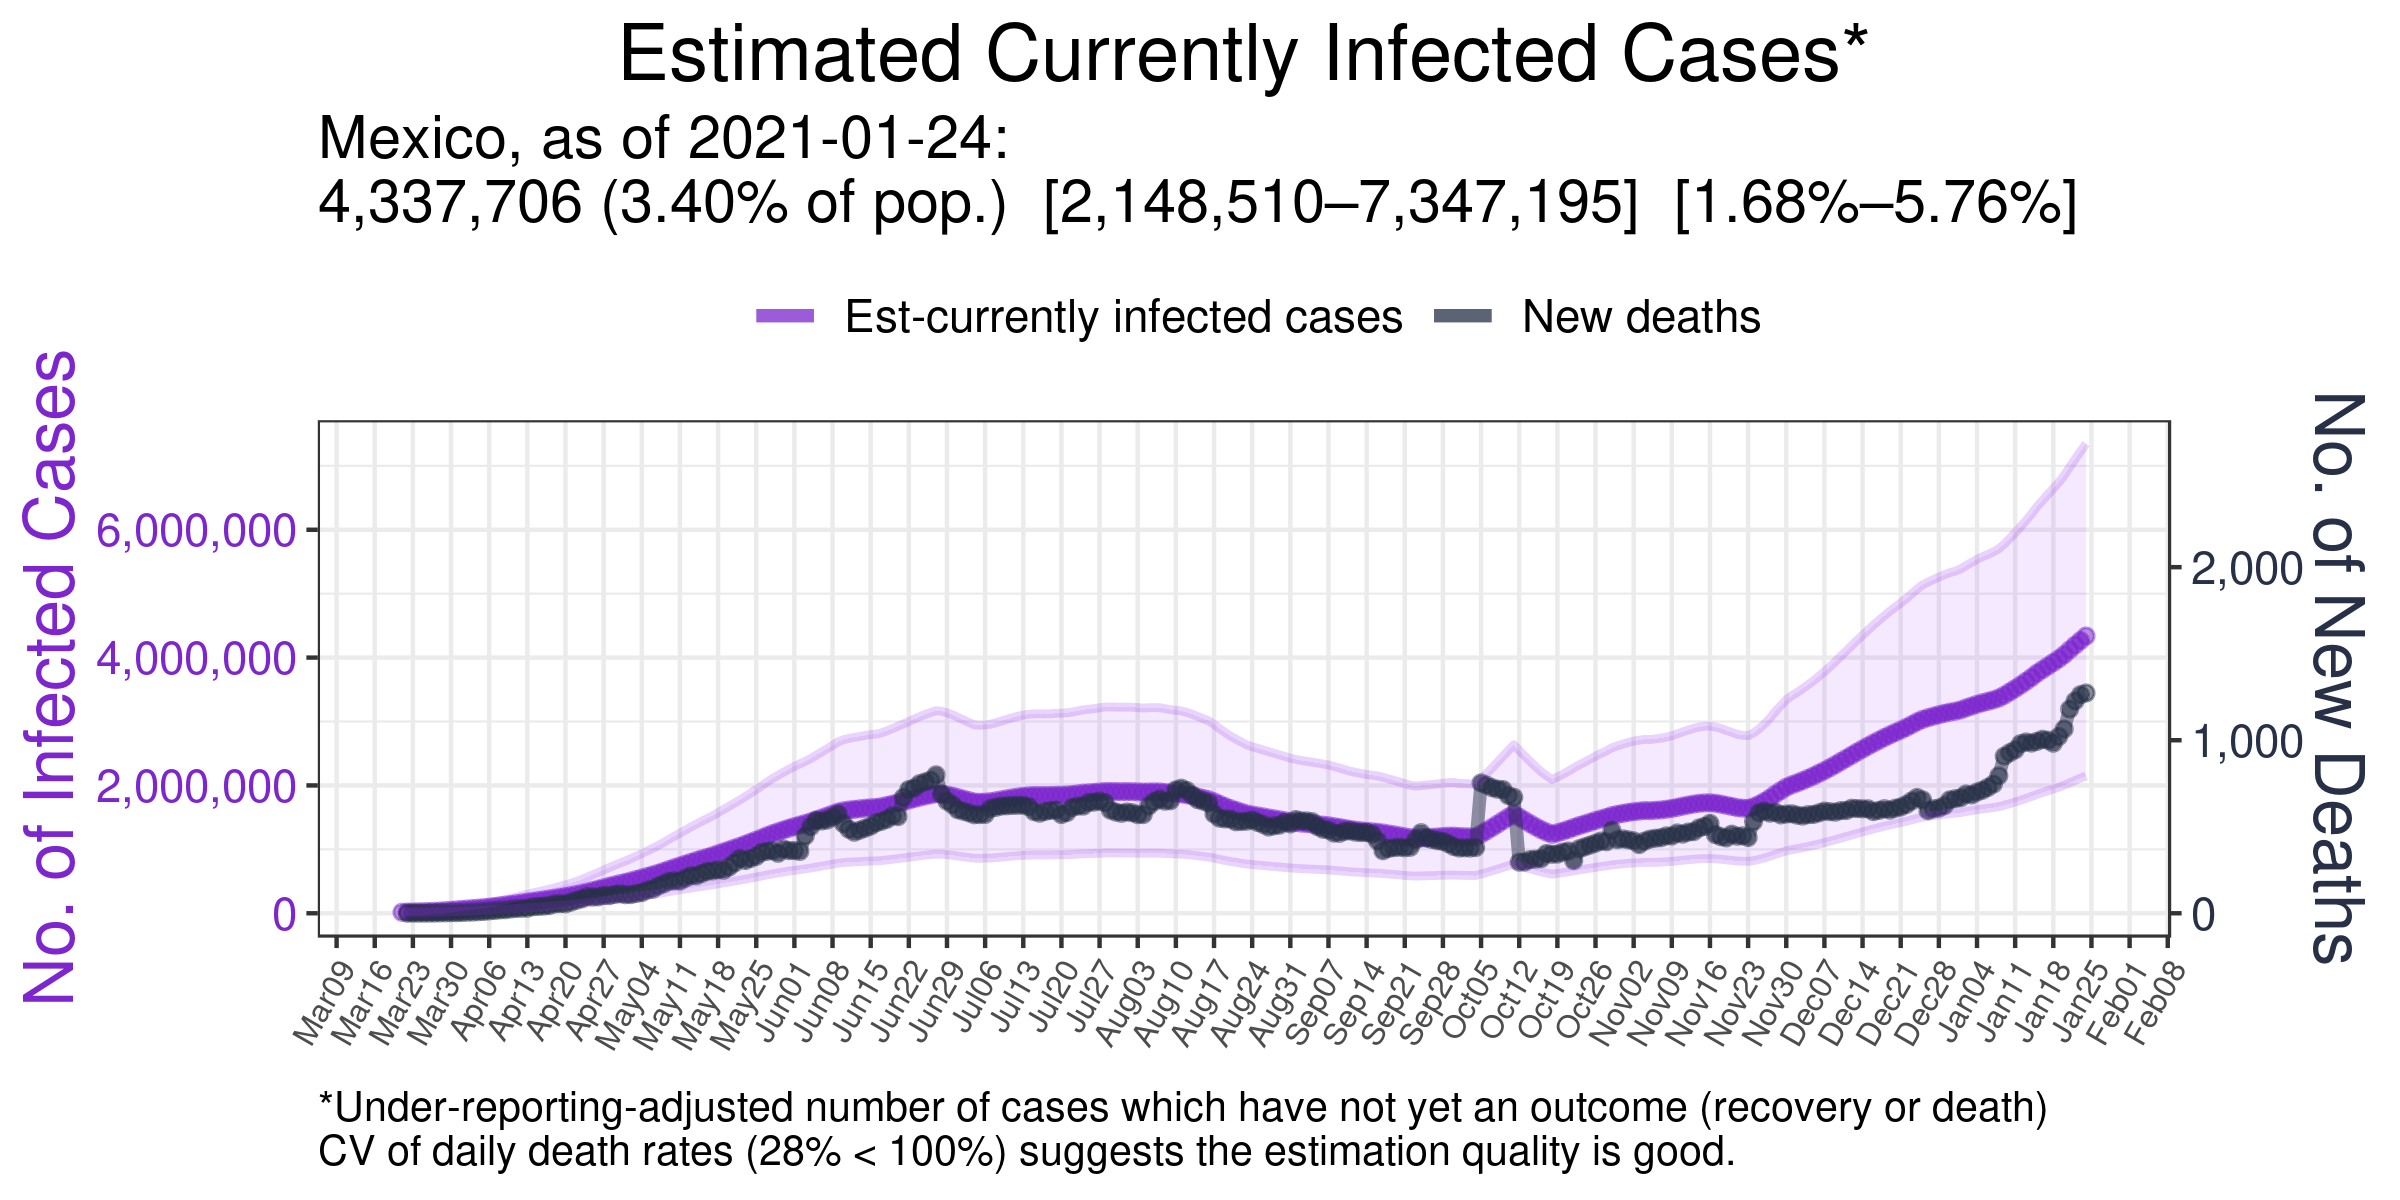 Estimated Currently Infected Cases*
Mexico, as of 2021-01-24:
4,337,706 (3.40% of pop.) [2,148,510–7,347,195] [1.68%–5.76%]
Est-currently infected cases New deaths
No. of Infected Cases
6,000,000
4,000,000
2,000,000
0
No. of New Deaths
2,000
1,000
0
Mar09 Mar16 Mar23 Mar30 Apr06 Apr13 Apr20 Apr27 May04 May11 May18 May25 Jun01 Jun08 Jun15 Jun22 Jun29 Jul06 Jul13 Jul20 Jul27 Aug03 Aug10 Aug17 Aug24 Aug31 Sep07 Sep14 Sep21 Sep28 Oct05 Oct12 Oct19 Oct26 Nov02 Nov09 Nov16 Nov23 Nov30 Dec07 Dec14 Dec21 Dec28 Jan04 Jan11 Jan18 Jan25 Feb01 Feb08
*Under-reporting-adjusted number of cases which have not yet an outcome (recovery or death)
CV of daily death rates (28% < 100%) suggests the estimation quality is good.